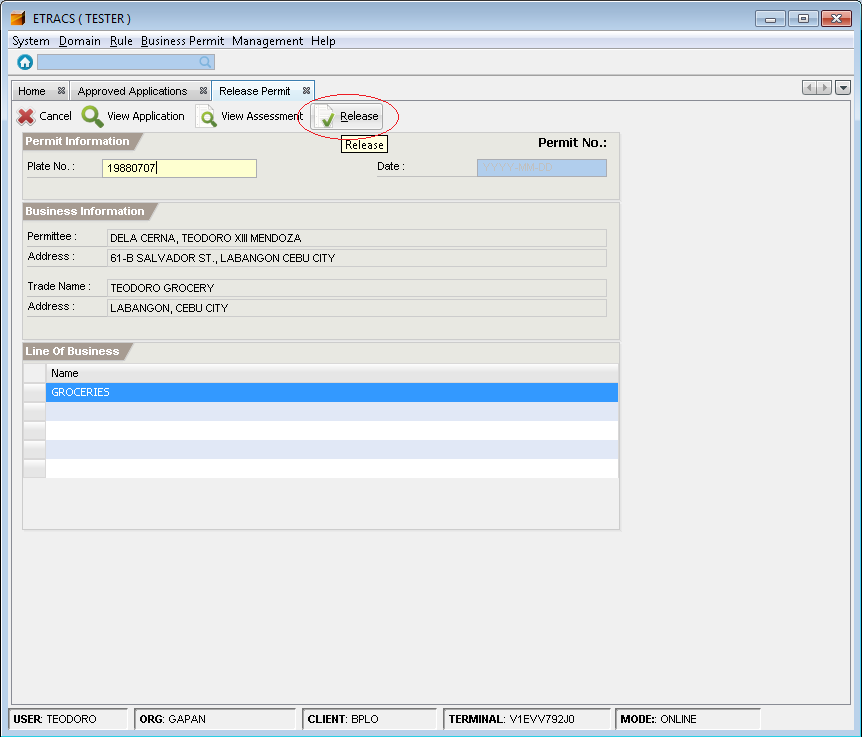 ETRACS ( TESTER )
System Domain Rule Business Permit Management Help
Home Approved Applications Release Permit
Cancel View Application View Assessment Release
Release
Permit Information Permit No.:
Plate No. : 19880707 Date : YYYY-MM-DD
Business Information
Permittee : DELA CERNA, TEODORO XIII MENDOZA
Address : 61-B SALVADOR ST., LABANGON CEBU CITY
Trade Name : TEODORO GROCERY
Address : LABANGON, CEBU CITY
Line Of Business
Name
GROCERIES
USER: TEODORO ORG: GAPAN CLIENT: BPLO TERMINAL: V1EVV792J0 MODE:: ONLINE